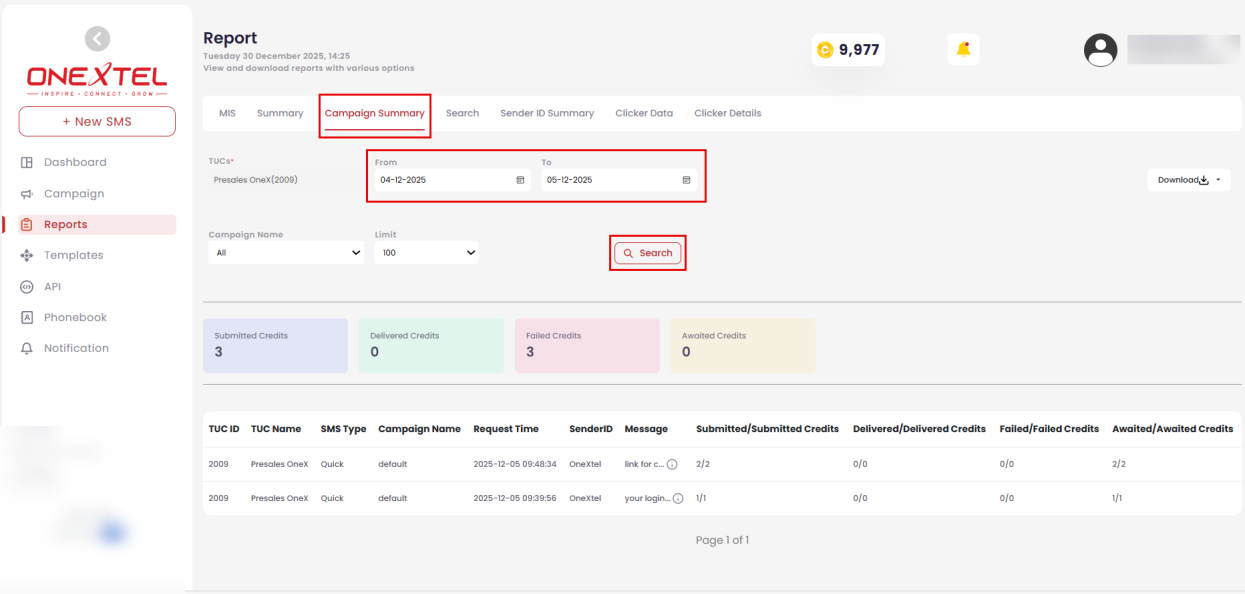 Report
Tuesday 30 December 2025, 14:25
View and download reports with various options
9,977
ONEXTEL
INSPIRE • CONNECT • GROW
+ New SMS
Dashboard
Campaign
Reports
Templates
API
Phonebook
Notification
MIS Summary Campaign Summary Search Sender ID Summary Clicker Data Clicker Details
TUCs* From To
Presales OneX(2009) 04-12-2025 05-12-2025 Download
Campaign Name Limit
All 100 Search
Submitted Credits Delivered Credits Failed Credits Awaited Credits
3 0 3 0
TUC ID TUC Name SMS Type Campaign Name Request Time SenderID Message Submitted/Submitted Credits Delivered/Delivered Credits Failed/Failed Credits Awaited/Awaited Credits
2009 Presales OneX Quick default 2025-12-05 09:48:34 OneXtel link for c... 2/2 0/0 0/0 2/2
2009 Presales OneX Quick default 2025-12-05 09:39:56 OneXtel your login... 1/1 0/0 0/0 1/1
Page 1 of 1